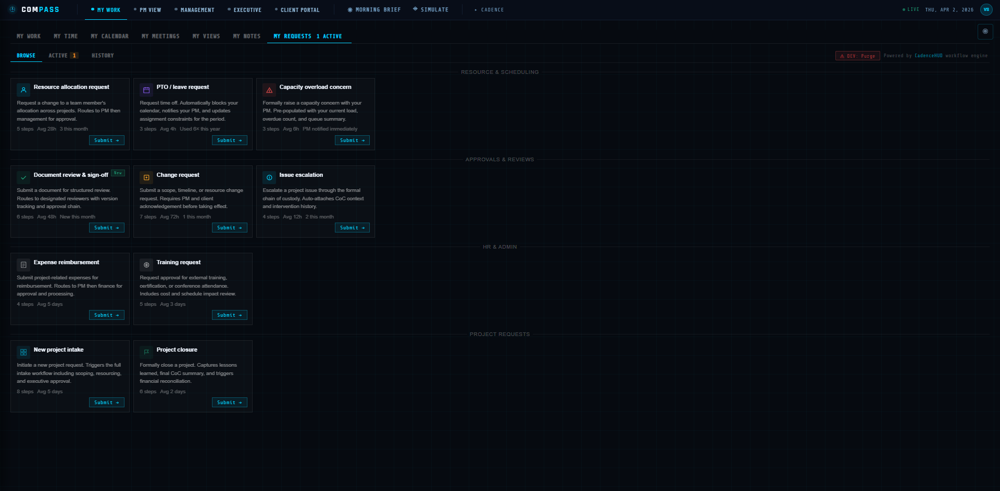 COMPASS
MY WORK
PM VIEW
MANAGEMENT
EXECUTIVE
CLIENT PORTAL
MORNING BRIEF
SIMULATE
CADENCE
LIVE
THU, APR 2, 2026
VS
MY WORK
MY TIME
MY CALENDAR
MY MEETINGS
MY VIEWS
MY NOTES
MY REQUESTS 1 ACTIVE
BROWSE
ACTIVE 1
HISTORY
DEV: Purge
Powered by CadenceHUD workflow engine
RESOURCE & SCHEDULING
Resource allocation request
Request a change to a team member's
allocation across projects. Routes to PM then
management for approval.
5 steps Avg 28h 3 this month
Submit →
PTO / leave request
Request time off. Automatically blocks your
calendar, notifies your PM, and updates
assignment constraints for the period.
3 steps Avg 4h Used 6× this year
Submit →
Capacity overload concern
Formally raise a capacity concern with your
PM. Pre-populated with your current load,
overdue count, and queue summary.
3 steps Avg 6h PM notified immediately
Submit →
APPROVALS & REVIEWS
Document review & sign-off New
Submit a document for structured review.
Routes to designated reviewers with version
tracking and approval chain.
6 steps Avg 48h New this month
Submit →
Change request
Submit a scope, timeline, or resource change
request. Requires PM and client
acknowledgement before taking effect.
7 steps Avg 72h 1 this month
Submit →
Issue escalation
Escalate a project issue through the formal
chain of custody. Auto-attaches CoC context
and intervention history.
4 steps Avg 12h 2 this month
Submit →
HR & ADMIN
Expense reimbursement
Submit project-related expenses for
reimbursement. Routes to PM then finance for
approval and processing.
4 steps Avg 5 days
Submit →
Training request
Request approval for external training,
certification, or conference attendance.
Includes cost and schedule impact review.
5 steps Avg 3 days
Submit →
PROJECT REQUESTS
New project intake
Initiate a new project request. Triggers the full
intake workflow including scoping, resourcing,
and executive approval.
8 steps Avg 5 days
Submit →
Project closure
Formally close a project. Captures lessons
learned, final CoC summary, and triggers
financial reconciliation.
6 steps Avg 2 days
Submit →